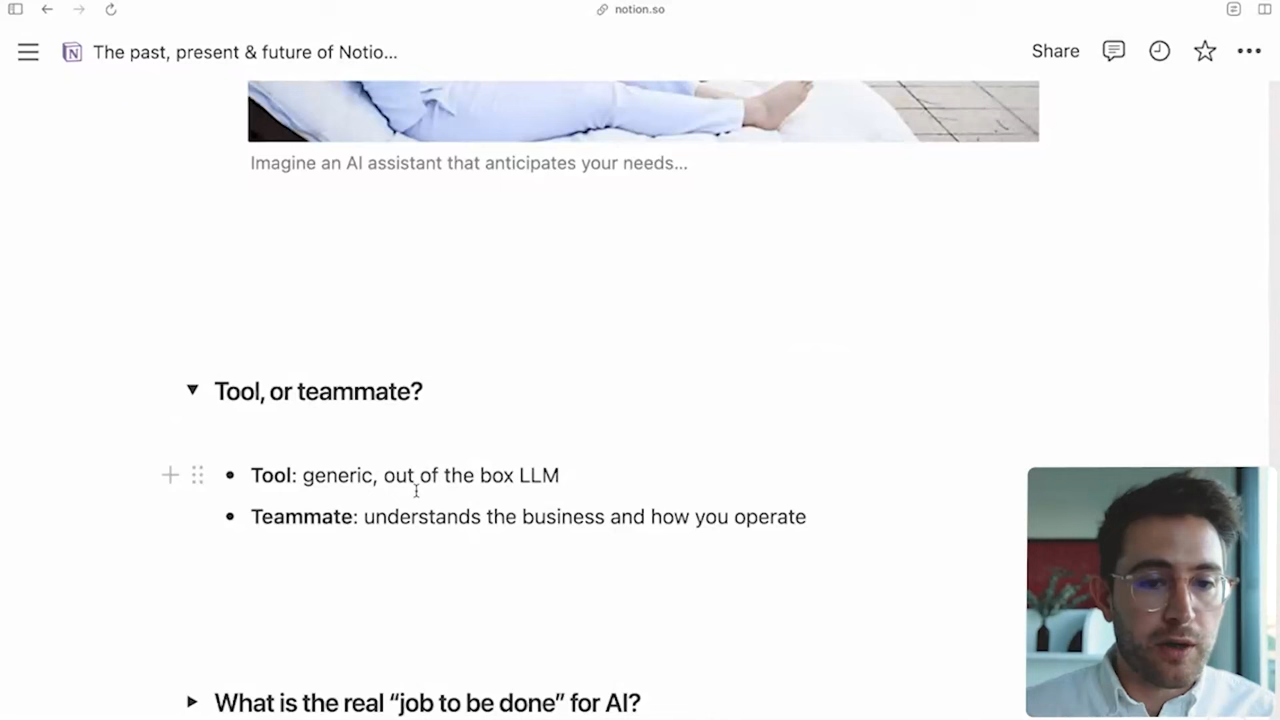 notion.so
The past, present & future of Notio...
Share
Imagine an AI assistant that anticipates your needs...
Tool, or teammate?
Tool: generic, out of the box LLM
Teammate: understands the business and how you operate
What is the real “job to be done” for AI?